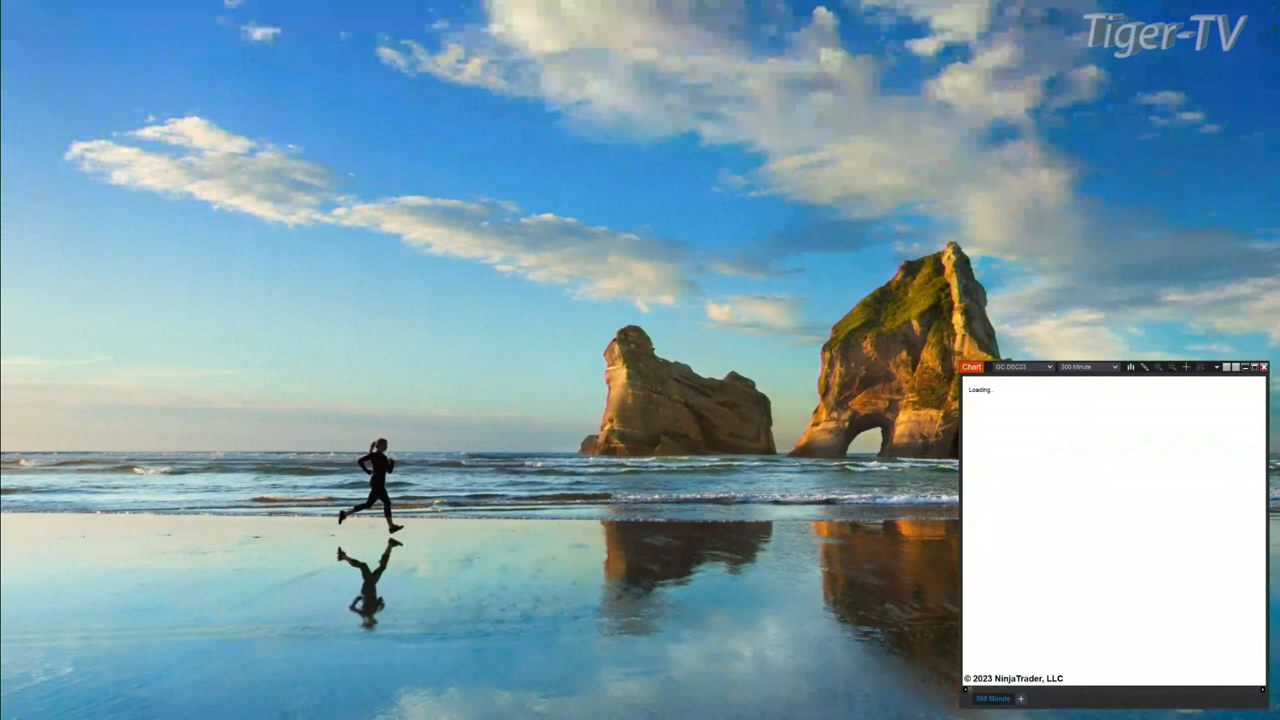 Tiger-TV
Chart GC DEC23 300 Minute
Loading...
© 2023 NinjaTrader, LLC
300 Minute +